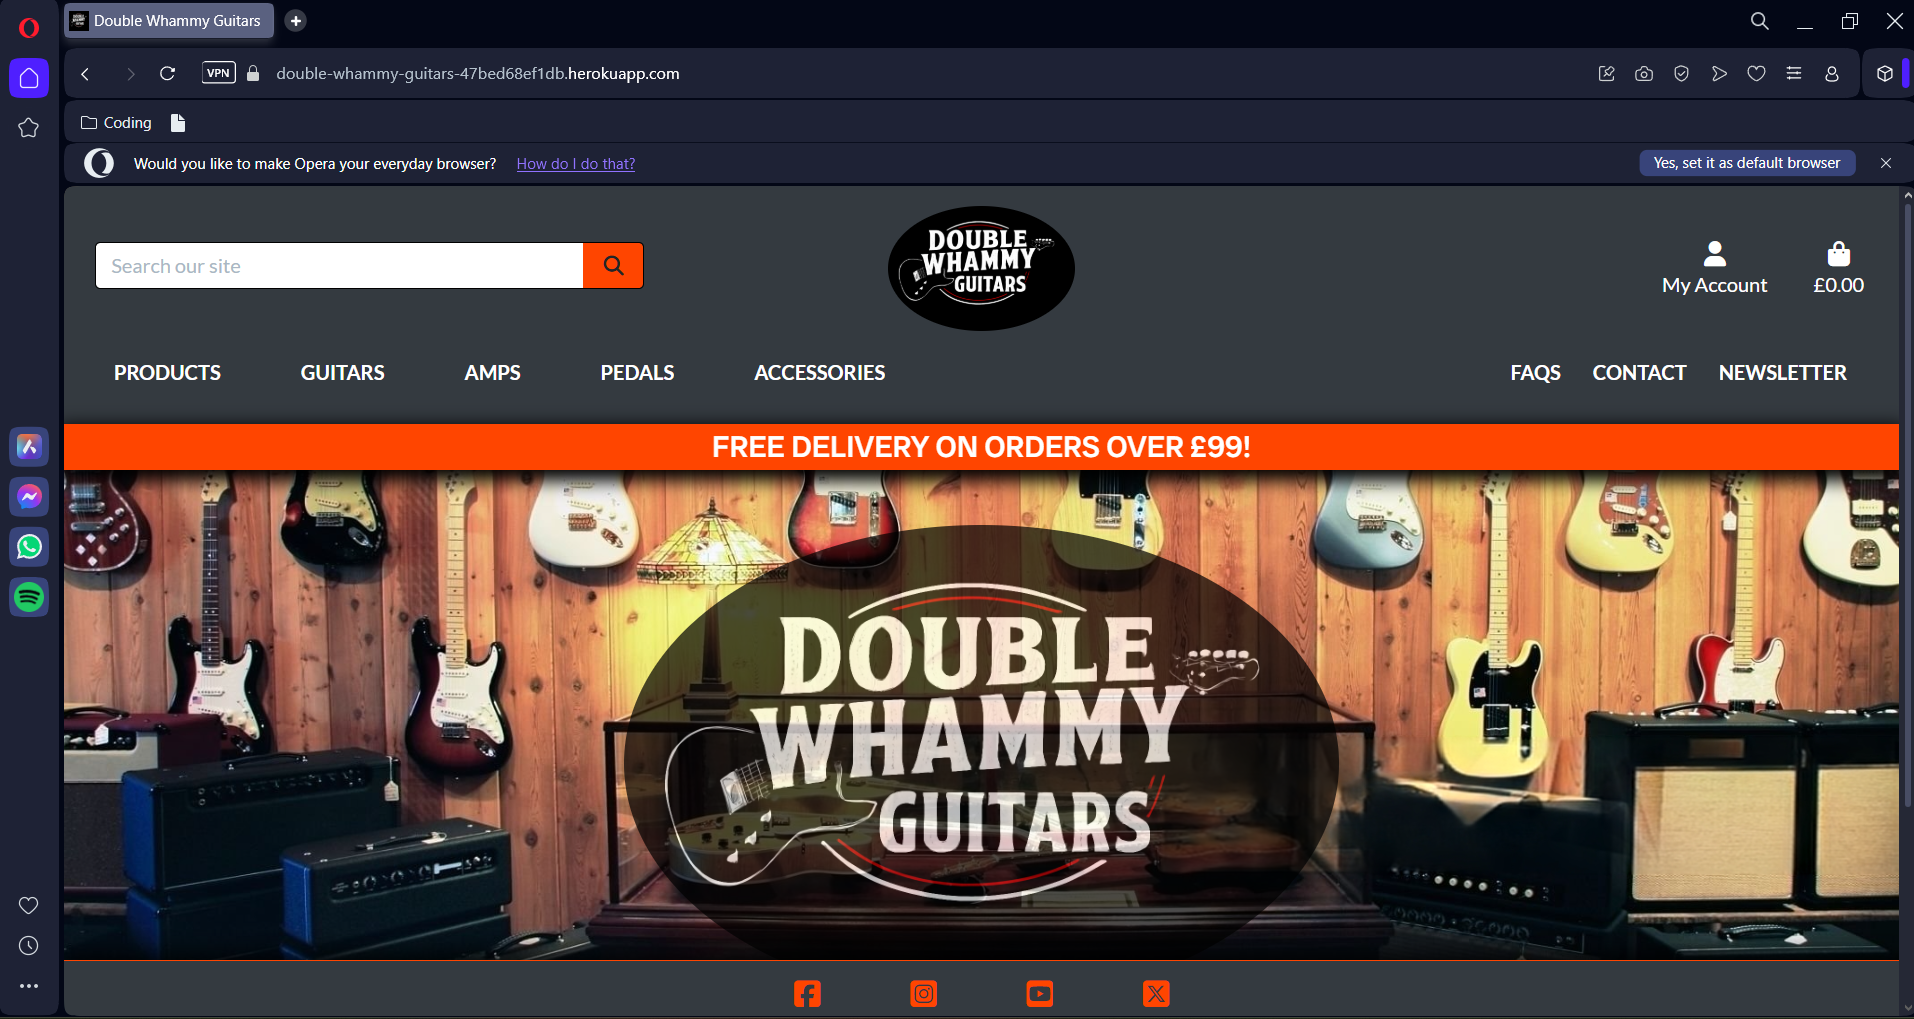 Double Whammy Guitars
VPN
double-whammy-guitars-47bed68ef1db.herokuapp.com
Coding
Would you like to make Opera your everyday browser? How do I do that?
Yes, set it as default browser
Search our site
DOUBLE
WHAMMY
GUITARS
My Account
£0.00
PRODUCTS GUITARS AMPS PEDALS ACCESSORIES FAQS CONTACT NEWSLETTER
FREE DELIVERY ON ORDERS OVER £99!
DOUBLE
WHAMMY
GUITARS